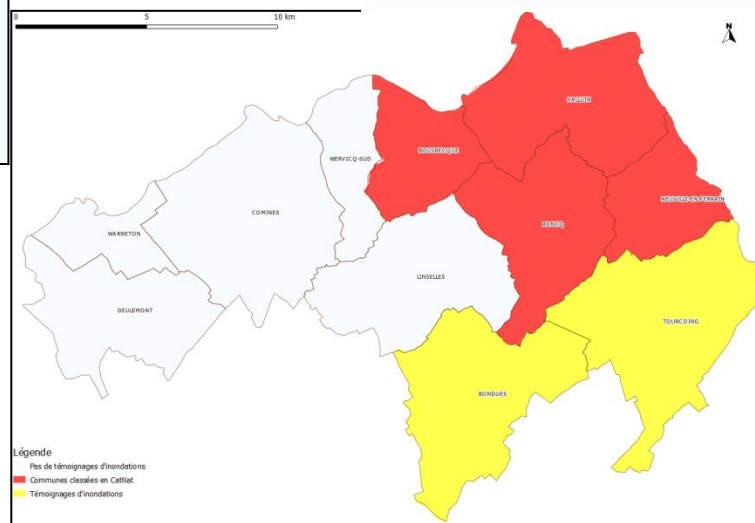 0 5 10 km
N
HALLUIN
BOUSBECQUE
WERVICQ-SUD
NEUVILLE-EN-FERRAIN
COMINES
RONCQ
WARNETON
LINSELLES
DEULEMONT
TOURCOING
BONDUES
Légende
Pas de témoignages d'inondations
Communes classées en CatNat
Témoignages d'inondations